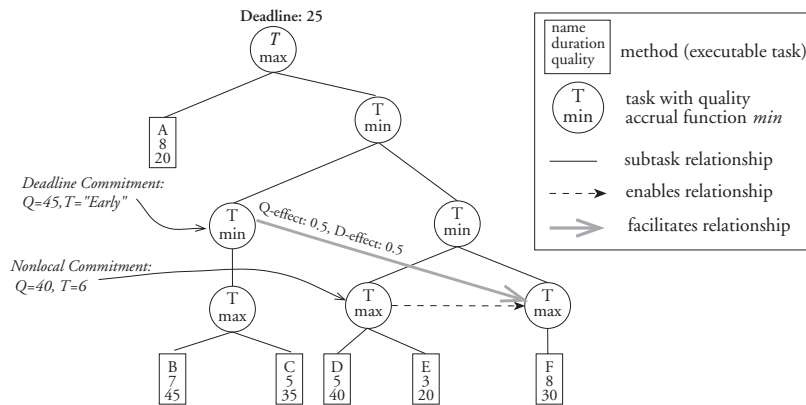 Deadline: 25
T
max
A
8
20
T
min
Deadline Commitment:
Q=45,T="Early"
T
min
Q-effect: 0.5, D-effect: 0.5
T
min
Nonlocal Commitment:
Q=40, T=6
T
max
T
max
T
max
B
7
45
C
5
35
D
5
40
E
3
20
F
8
30
name
duration
quality
method (executable task)
T
min
task with quality
accrual function min
subtask relationship
enables relationship
facilitates relationship